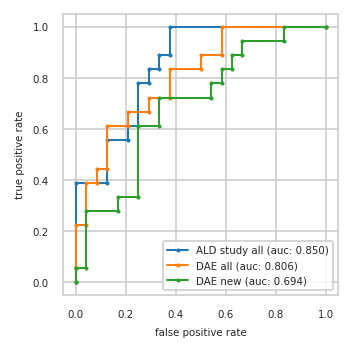 1.0
0.8
0.6
0.4
0.2
0.0
true positive rate
ALD study all (auc: 0.850)
DAE all (auc: 0.806)
DAE new (auc: 0.694)
0.0 0.2 0.4 0.6 0.8 1.0
false positive rate